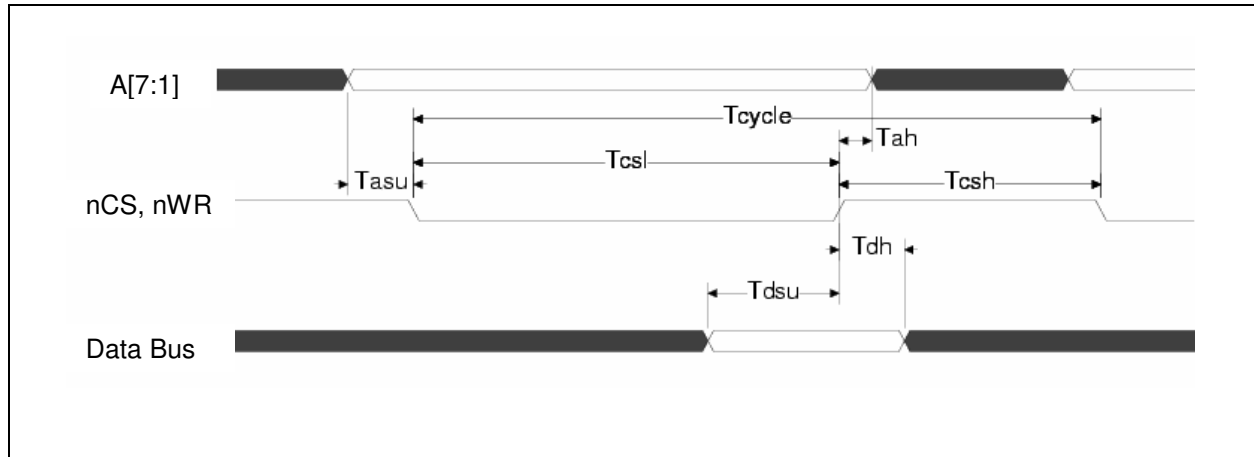 A[7:1]
Tcycle
Tah
Tcsl
Tasu
Tcsh
nCS, nWR
Tdh
Tdsu
Data Bus